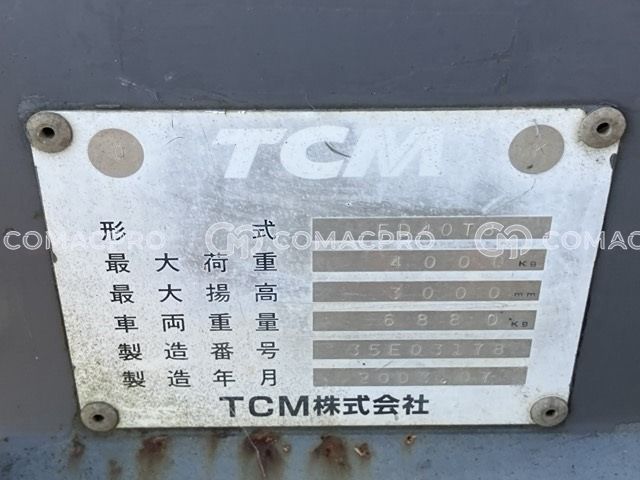 TCM
形式
最大荷重 4000 KG
最大揚高 3000 mm
車両重量 6880 KG
製造番号 35E03178
製造年月
TCM株式会社
COMACPRO COMACPRO COMACPRO